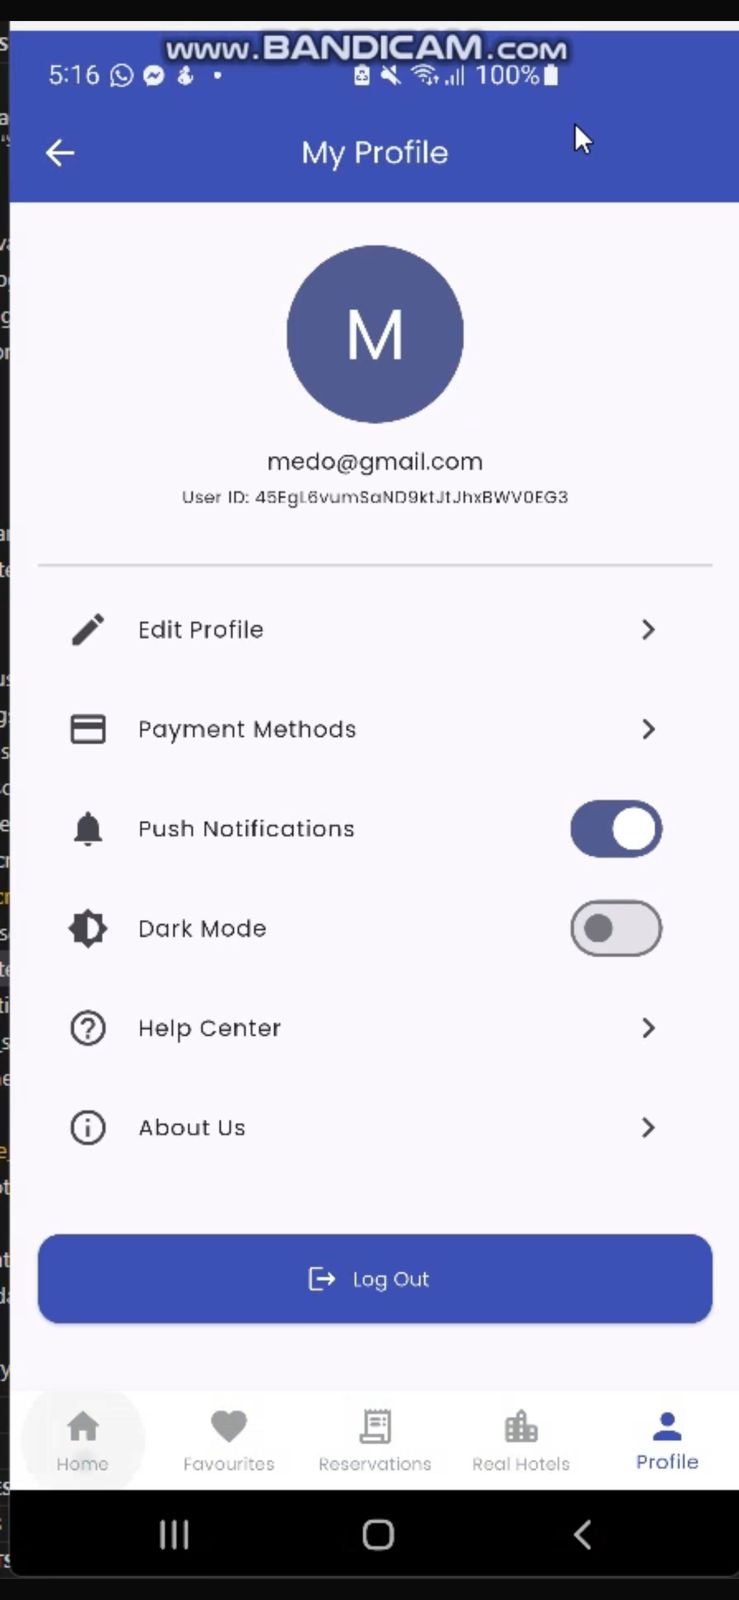 www.BANDICAM.com
5:16 100%
My Profile
M
medo@gmail.com
User ID: 45EgL6vumSaND9ktJtJhxBWV0EG3
Edit Profile
Payment Methods
Push Notifications
Dark Mode
Help Center
About Us
Log Out
Home Favourites Reservations Real Hotels Profile